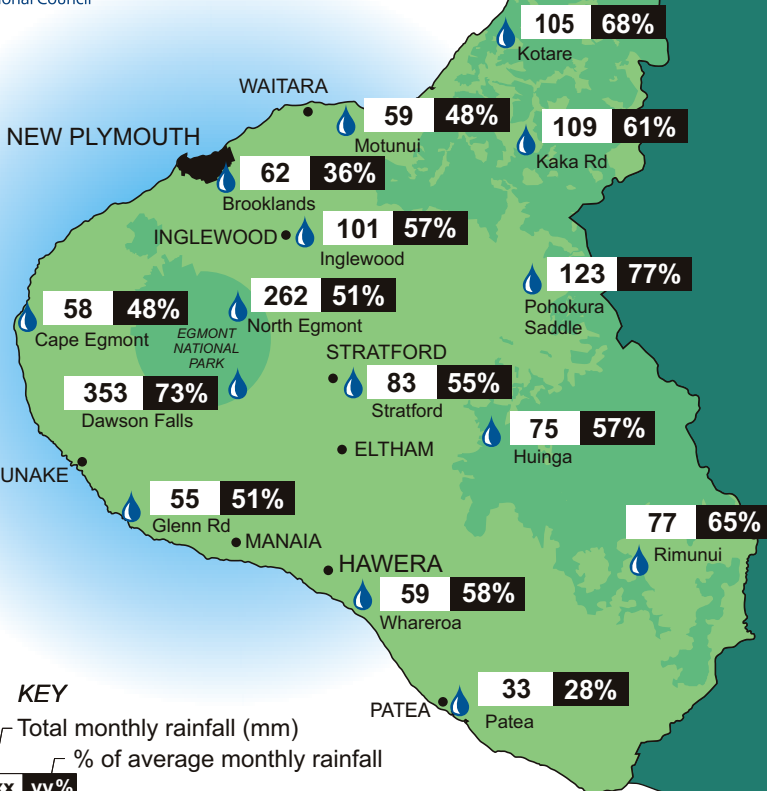 105 68%
Kotare
WAITARA
59 48%
Motunui
109 61%
Kaka Rd
NEW PLYMOUTH
62 36%
Brooklands
INGLEWOOD
101 57%
Inglewood
123 77%
Pohokura
Saddle
58 48%
Cape Egmont
262 51%
North Egmont
EGMONT
NATIONAL
PARK
STRATFORD
353 73%
Dawson Falls
83 55%
Stratford
75 57%
Huinga
ELTHAM
UNAKE
55 51%
Glenn Rd
MANAIA
77 65%
Rimunui
HAWERA
59 58%
Whareroa
33 28%
Patea
PATEA
KEY
Total monthly rainfall (mm)
% of average monthly rainfall
xx yy%